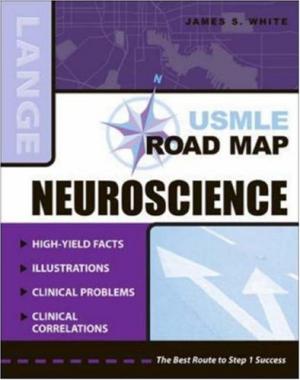 JAMES S. WHITE
LANGE
N
USMLE
ROAD MAP
NEUROSCIENCE
HIGH-YIELD FACTS
ILLUSTRATIONS
CLINICAL PROBLEMS
CLINICAL
CORRELATIONS
The Best Route to Step 1 Success